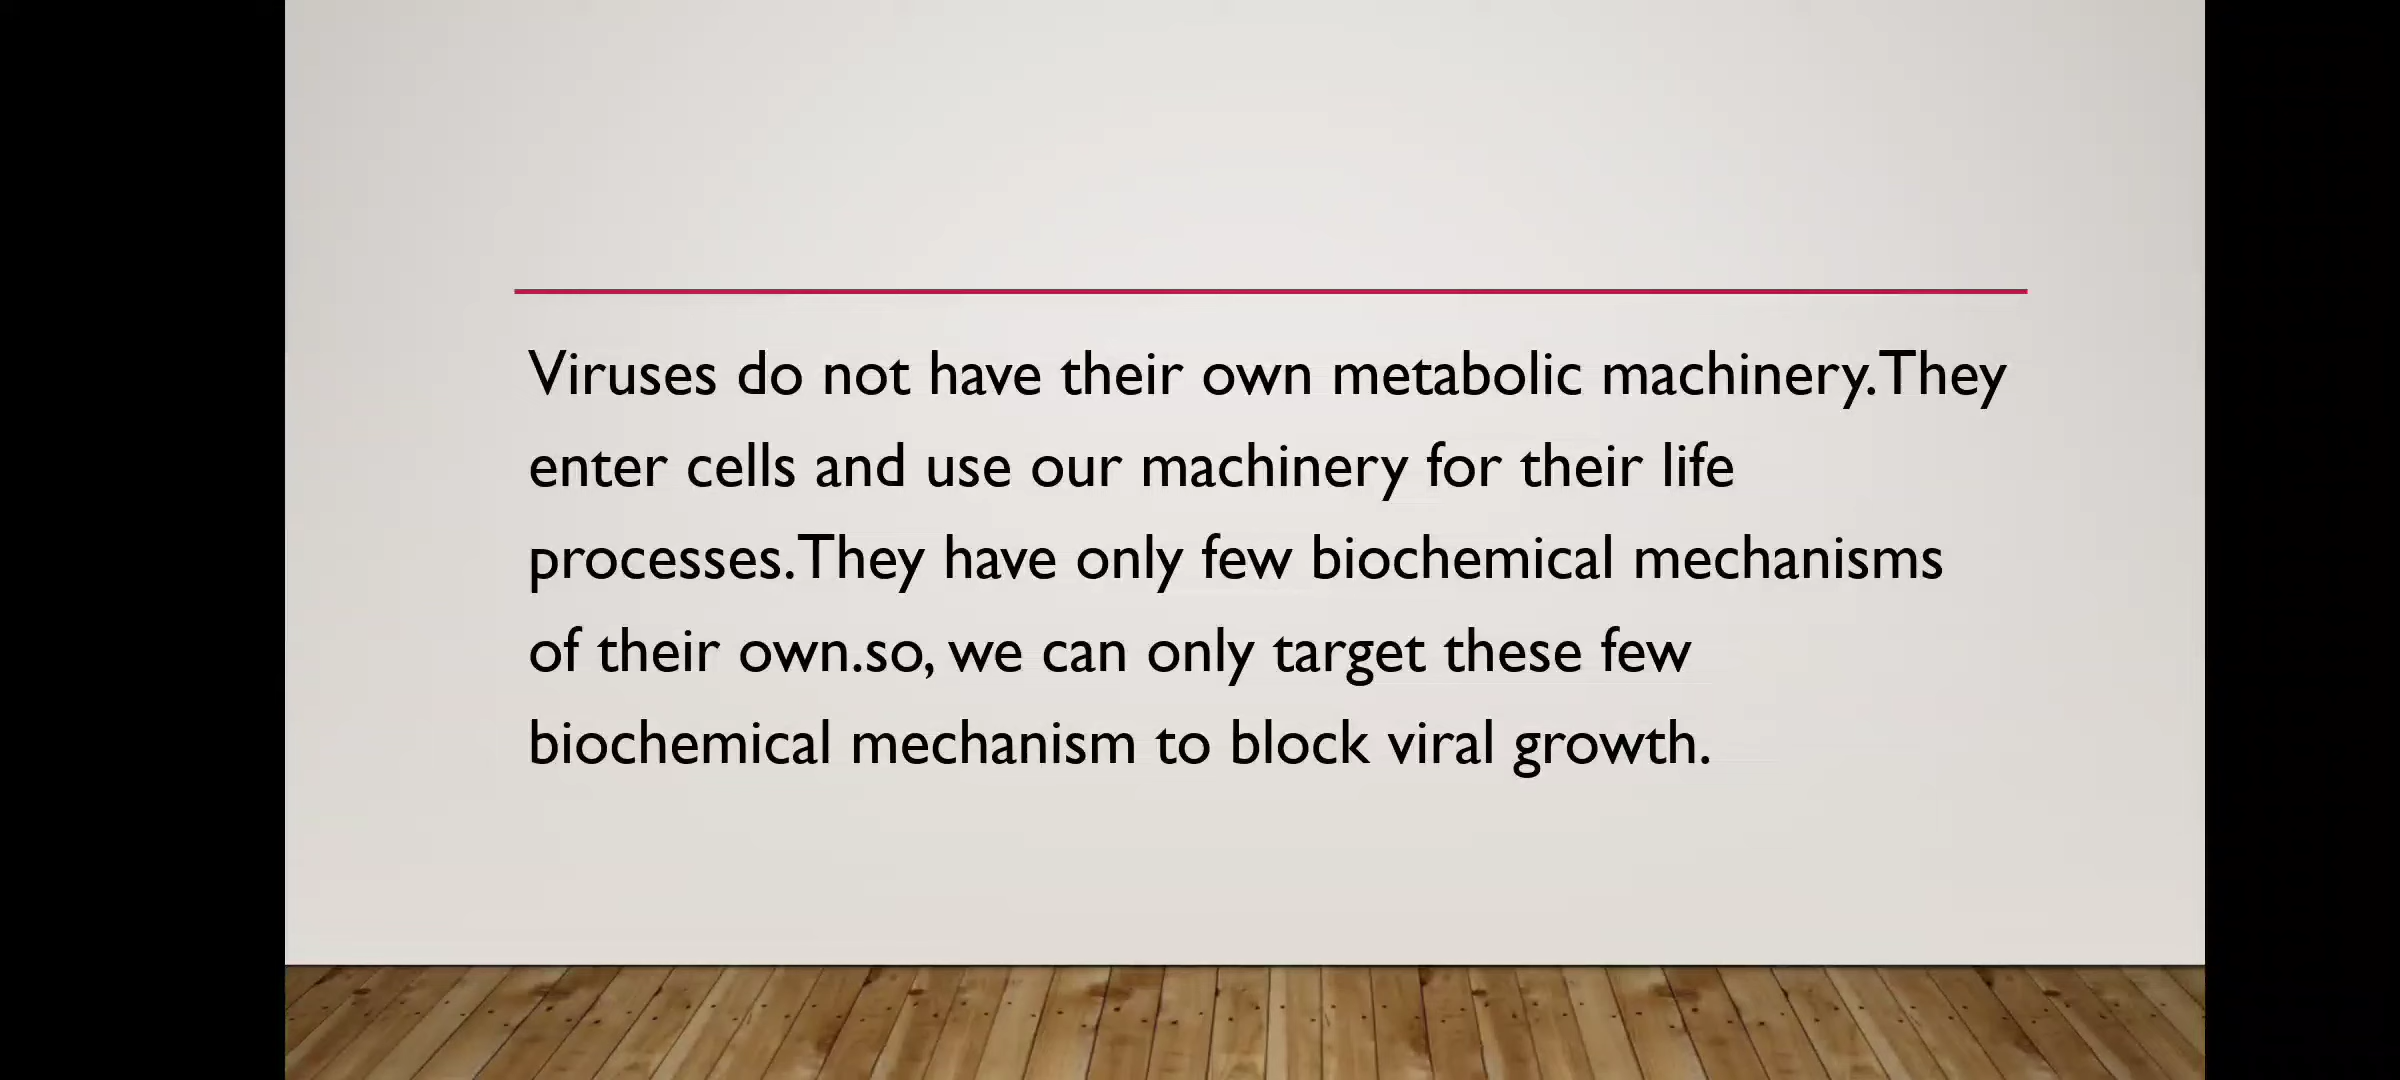 Viruses do not have their own metabolic machinery. They
enter cells and use our machinery for their life
processes. They have only few biochemical mechanisms
of their own.so, we can only target these few
biochemical mechanism to block viral growth.